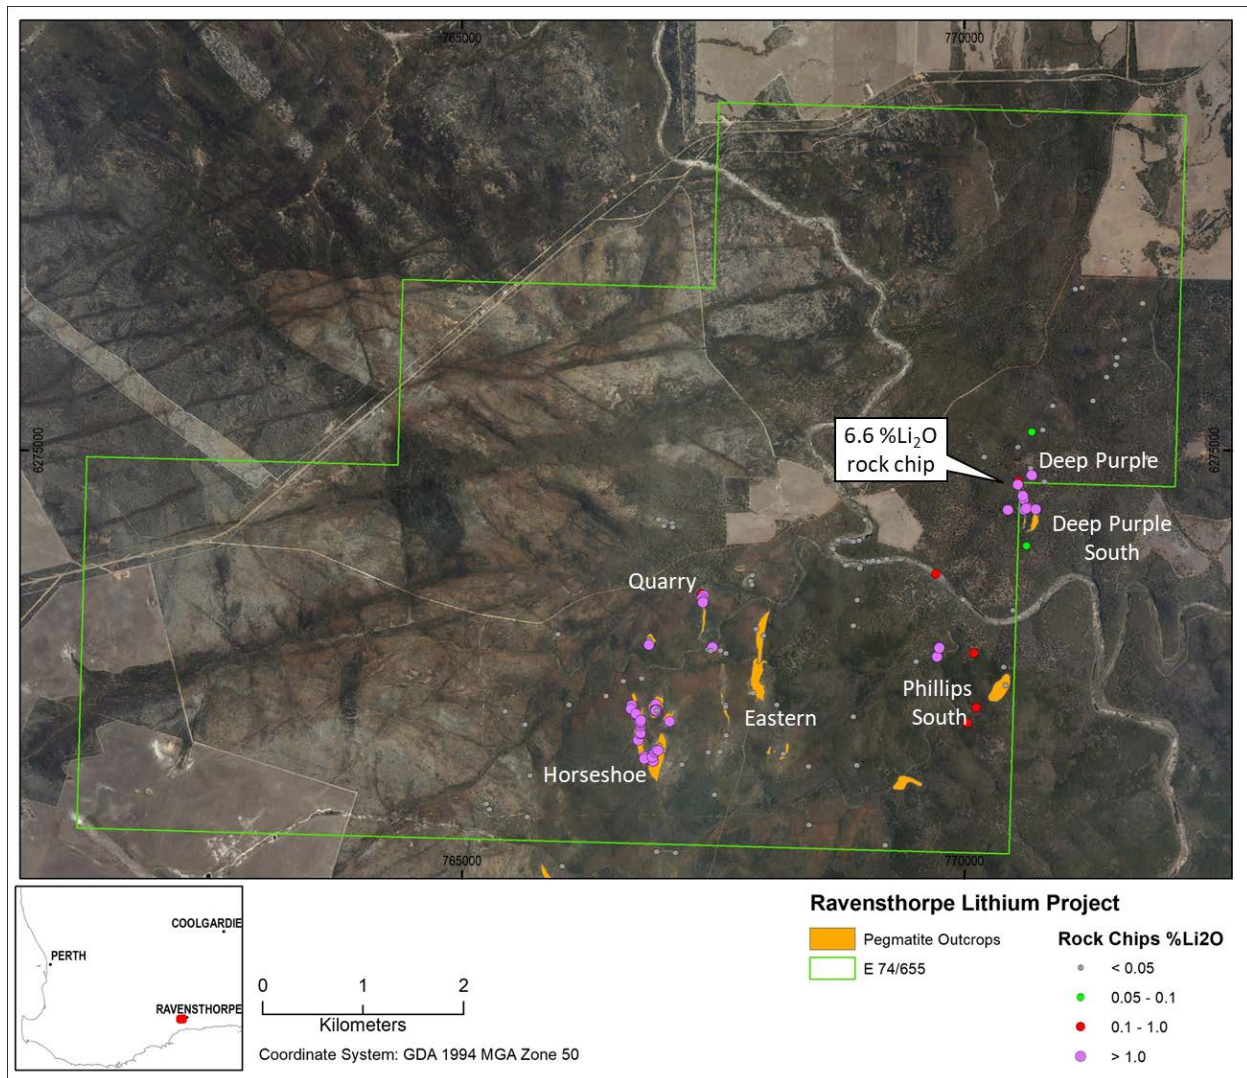 765000
770000
6275000
6275000
6.6 %Li₂O
rock chip
Deep Purple
Deep Purple
South
Quarry
Eastern
Phillips
South
Horseshoe
765000
770000
COOLGARDIE
PERTH
RAVENSTHORPE
0 1 2
Kilometers
Coordinate System: GDA 1994 MGA Zone 50
Ravensthorpe Lithium Project
Pegmatite Outcrops
E 74/655
Rock Chips %Li2O
< 0.05
0.05 - 0.1
0.1 - 1.0
> 1.0